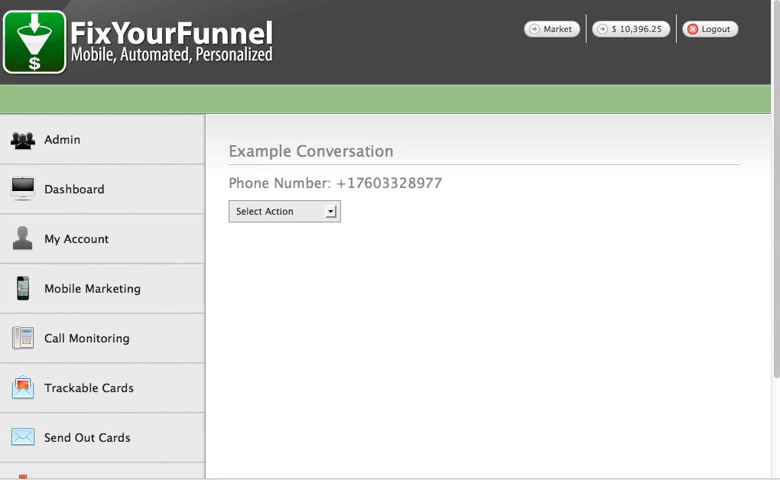 FixYourFunnel
Mobile, Automated, Personalized
$
Market
$ 10,396.25
Logout
Admin
Dashboard
My Account
Mobile Marketing
Call Monitoring
Trackable Cards
Send Out Cards
Example Conversation
Phone Number: +17603328977
Select Action